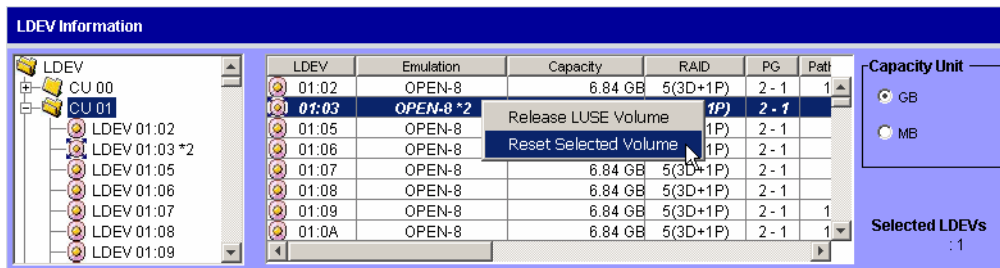 LDEV Information
LDEV
CU 00
CU 01
LDEV 01:02
LDEV 01:03 *2
LDEV 01:05
LDEV 01:06
LDEV 01:07
LDEV 01:08
LDEV 01:09
LDEV Emulation Capacity RAID PG Path
01:02 OPEN-8 6.84 GB 5(3D+1P) 2 - 1 1
01:03 OPEN-8 *2 1P) 2 - 1
01:05 OPEN-8 1P) 2 - 1
01:06 OPEN-8 1P) 2 - 1
01:07 OPEN-8 6.84 GB 5(3D+1P) 2 - 1
01:08 OPEN-8 6.84 GB 5(3D+1P) 2 - 1
01:09 OPEN-8 6.84 GB 5(3D+1P) 2 - 1 1
01:0A OPEN-8 6.84 GB 5(3D+1P) 2 - 1 1
Release LUSE Volume
Reset Selected Volume
Capacity Unit
GB
MB
Selected LDEVs
: 1